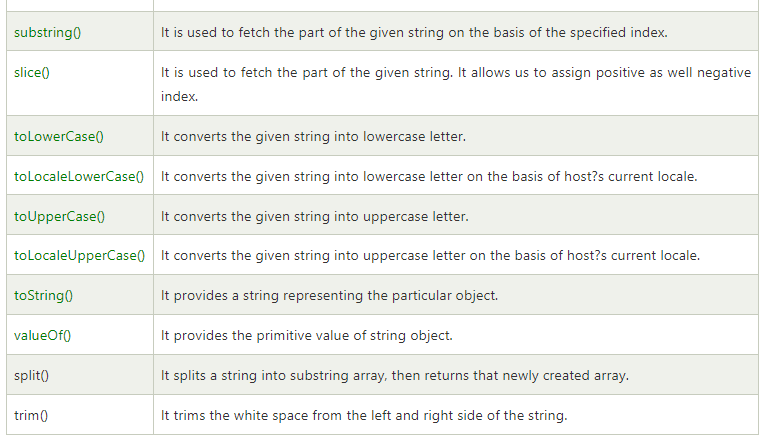 substring() It is used to fetch the part of the given string on the basis of the specified index.
slice() It is used to fetch the part of the given string. It allows us to assign positive as well negative
index.
toLowerCase() It converts the given string into lowercase letter.
toLocaleLowerCase() It converts the given string into lowercase letter on the basis of host?s current locale.
toUpperCase() It converts the given string into uppercase letter.
toLocaleUpperCase() It converts the given string into uppercase letter on the basis of host?s current locale.
toString() It provides a string representing the particular object.
valueOf() It provides the primitive value of string object.
split() It splits a string into substring array, then returns that newly created array.
trim() It trims the white space from the left and right side of the string.